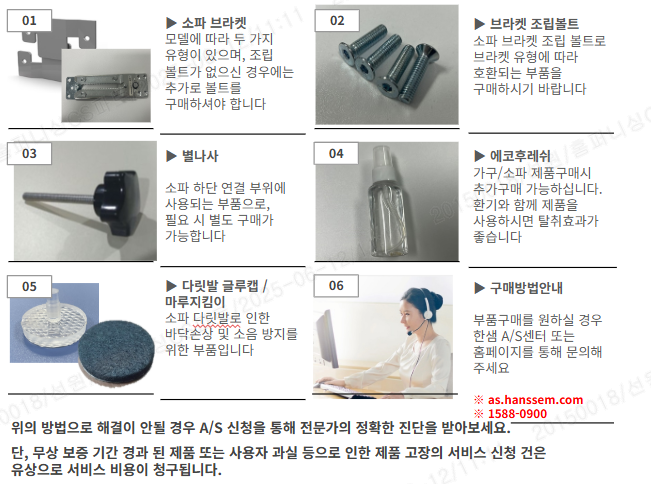 01
▶ 소파 브라켓
모델에 따라 두 가지
유형이 있으며, 조립
볼트가 없으신 경우에는
추가로 볼트를
구매하셔야 합니다
02
▶ 브라켓 조립볼트
소파 브라켓 조립 볼트로
브라켓 유형에 따라
호환되는 부품을
구매하시기 바랍니다
03
▶ 별나사
소파 하단 연결 부위에
사용되는 부품으로,
필요 시 별도 구매가
가능합니다
04
▶ 에코후레쉬
가구/소파 제품구매시
추가구매 가능하십니다.
환기와 함께 제품을
사용하시면 탈취효과가
좋습니다
05
▶ 다릿발 글루캡 /
마루지킴이
소파 다릿발로 인한
바닥손상 및 소음 방지를
위한 부품입니다
06
▶ 구매방법안내
부품구매를 원하실 경우
한샘 A/S센터 또는
홈페이지를 통해 문의해
주세요
※ as.hanssem.com
※ 1588-0900
위의 방법으로 해결이 안될 경우 A/S 신청을 통해 전문가의 정확한 진단을 받아보세요.
단, 무상 보증 기간 경과 된 제품 또는 사용자 과실 등으로 인한 제품 고장의 서비스 신청 건은
유상으로 서비스 비용이 청구됩니다.